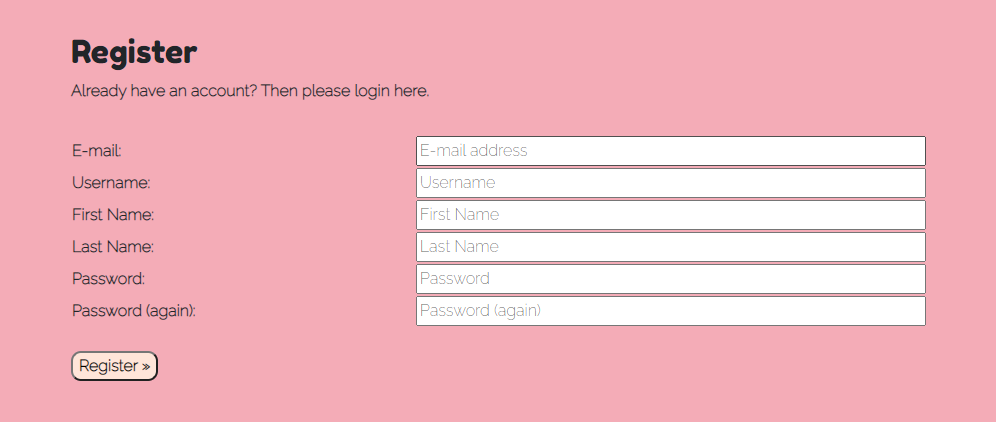 Register
Already have an account? Then please login here.
E-mail: E-mail address
Username: Username
First Name: First Name
Last Name: Last Name
Password: Password
Password (again): Password (again)
Register »